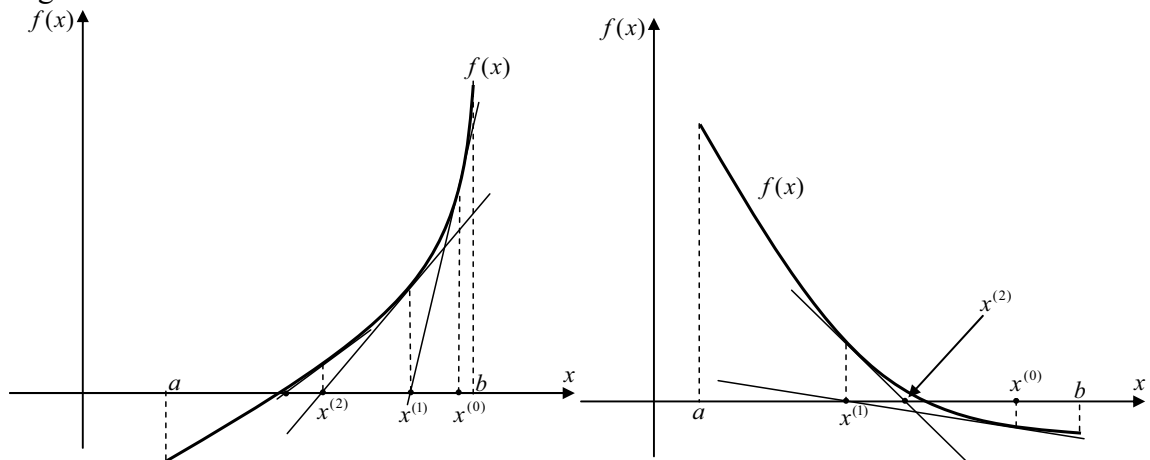 f(x)
f(x)
a
b
x
x^{(2)}
x^{(1)}
x^{(0)}
f(x)
f(x)
x^{(2)}
x^{(0)}
b
x
a
x^{(1)}